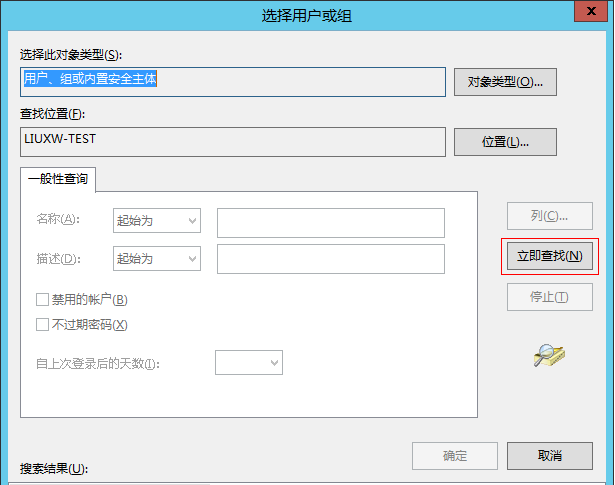 选择用户或组
x
选择此对象类型(S):
用户、组或内置安全主体
对象类型(O)...
查找位置(F):
LIUXW-TEST
位置(L)...
一般性查询
名称(A):
起始为
列(C)...
描述(D):
起始为
立即查找(N)
禁用的帐户(B)
停止(T)
不过期密码(X)
自上次登录后的天数(I):
确定
取消
搜索结果(U):